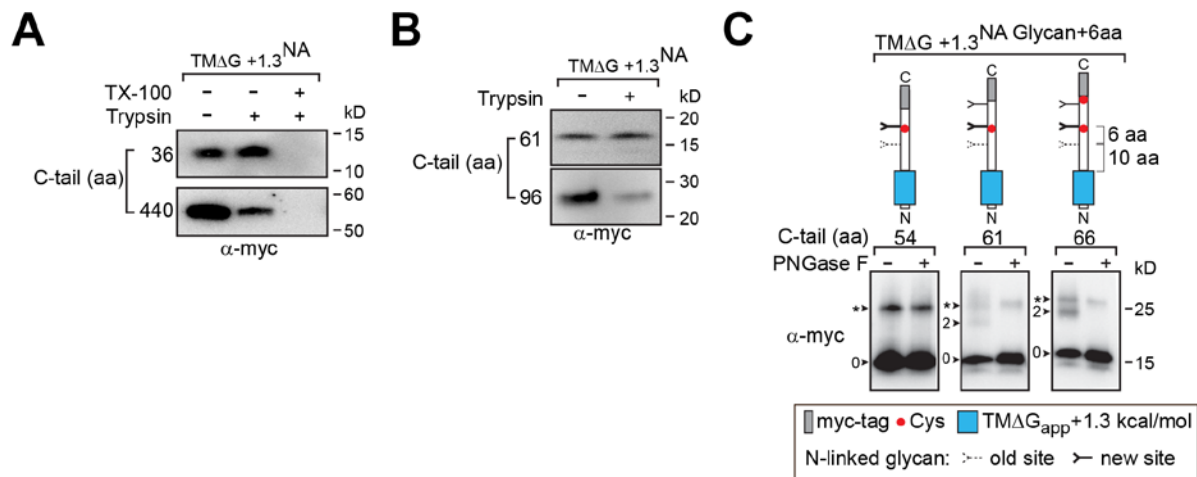 A
TMΔG +1.3NA
TX-100 - - +
Trypsin - + +
kD
C-tail (aa)
36
15
10
440
60
50
α-myc
B
TMΔG +1.3NA
Trypsin - +
kD
C-tail (aa)
61
20
15
96
30
20
α-myc
C
TMΔG +1.3NA Glycan+6aa
C C C
6 aa
10 aa
N N N
C-tail (aa) 54 61 66
PNGase F - + - + - + kD
* * * 25
2 2
α-myc
0 0 0 15
myc-tag Cys TMΔGapp+1.3 kcal/mol
N-linked glycan: old site new site